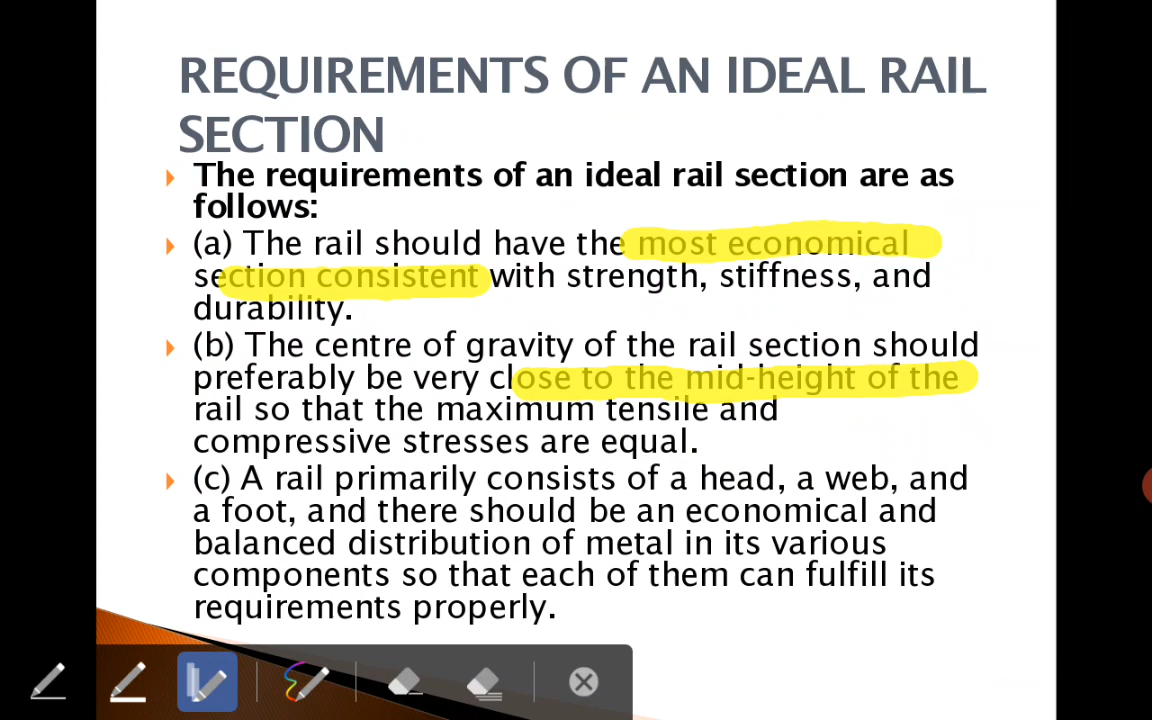 REQUIREMENTS OF AN IDEAL RAIL
SECTION
The requirements of an ideal rail section are as
follows:
(a) The rail should have the most economical
section consistent with strength, stiffness, and
durability.
(b) The centre of gravity of the rail section should
preferably be very close to the mid-height of the
rail so that the maximum tensile and
compressive stresses are equal.
(c) A rail primarily consists of a head, a web, and
a foot, and there should be an economical and
balanced distribution of metal in its various
components so that each of them can fulfill its
requirements properly.